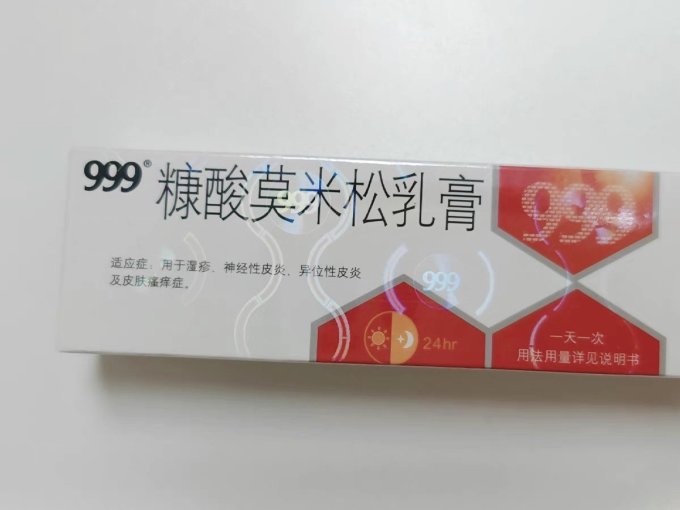 999® 糠酸莫米松乳膏
999
适应症：用于湿疹、神经性皮炎、异位性皮炎
及皮肤瘙痒症。
999
24hr
一天一次
用法用量详见说明书